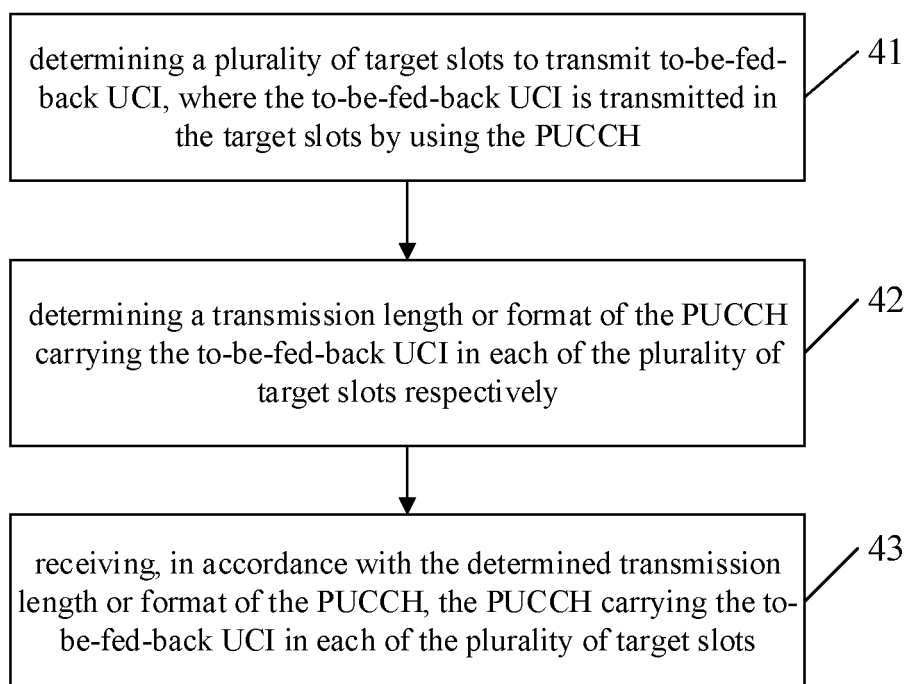 determining a plurality of target slots to transmit to-be-fed-
back UCI, where the to-be-fed-back UCI is transmitted in
the target slots by using the PUCCH
41
determining a transmission length or format of the PUCCH
carrying the to-be-fed-back UCI in each of the plurality of
target slots respectively
42
receiving, in accordance with the determined transmission
length or format of the PUCCH, the PUCCH carrying the to-
be-fed-back UCI in each of the plurality of target slots
43